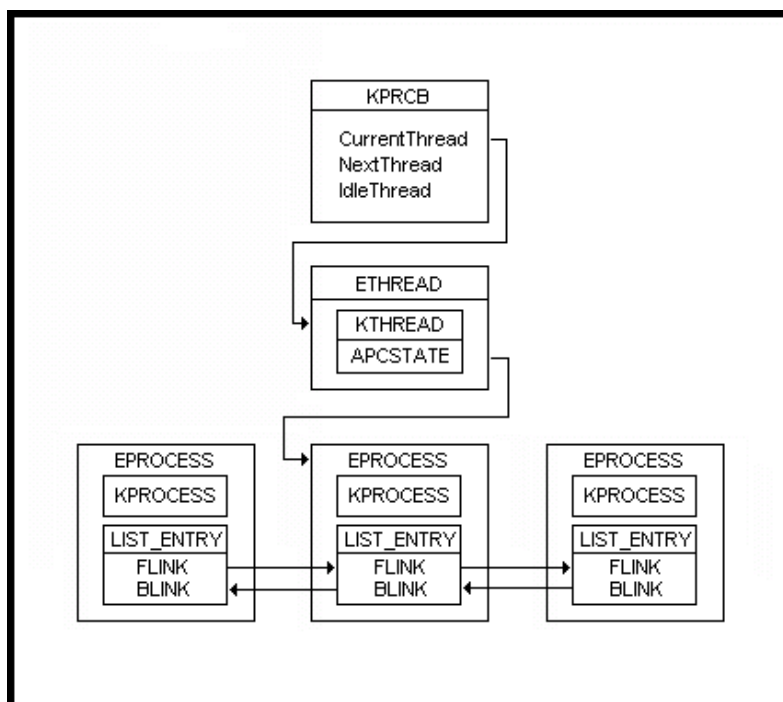 KPRCB
CurrentThread
NextThread
IdleThread
ETHREAD
KTHREAD
APCSTATE
EPROCESS
KPROCESS
LIST_ENTRY
FLINK
BLINK
EPROCESS
KPROCESS
LIST_ENTRY
FLINK
BLINK
EPROCESS
KPROCESS
LIST_ENTRY
FLINK
BLINK